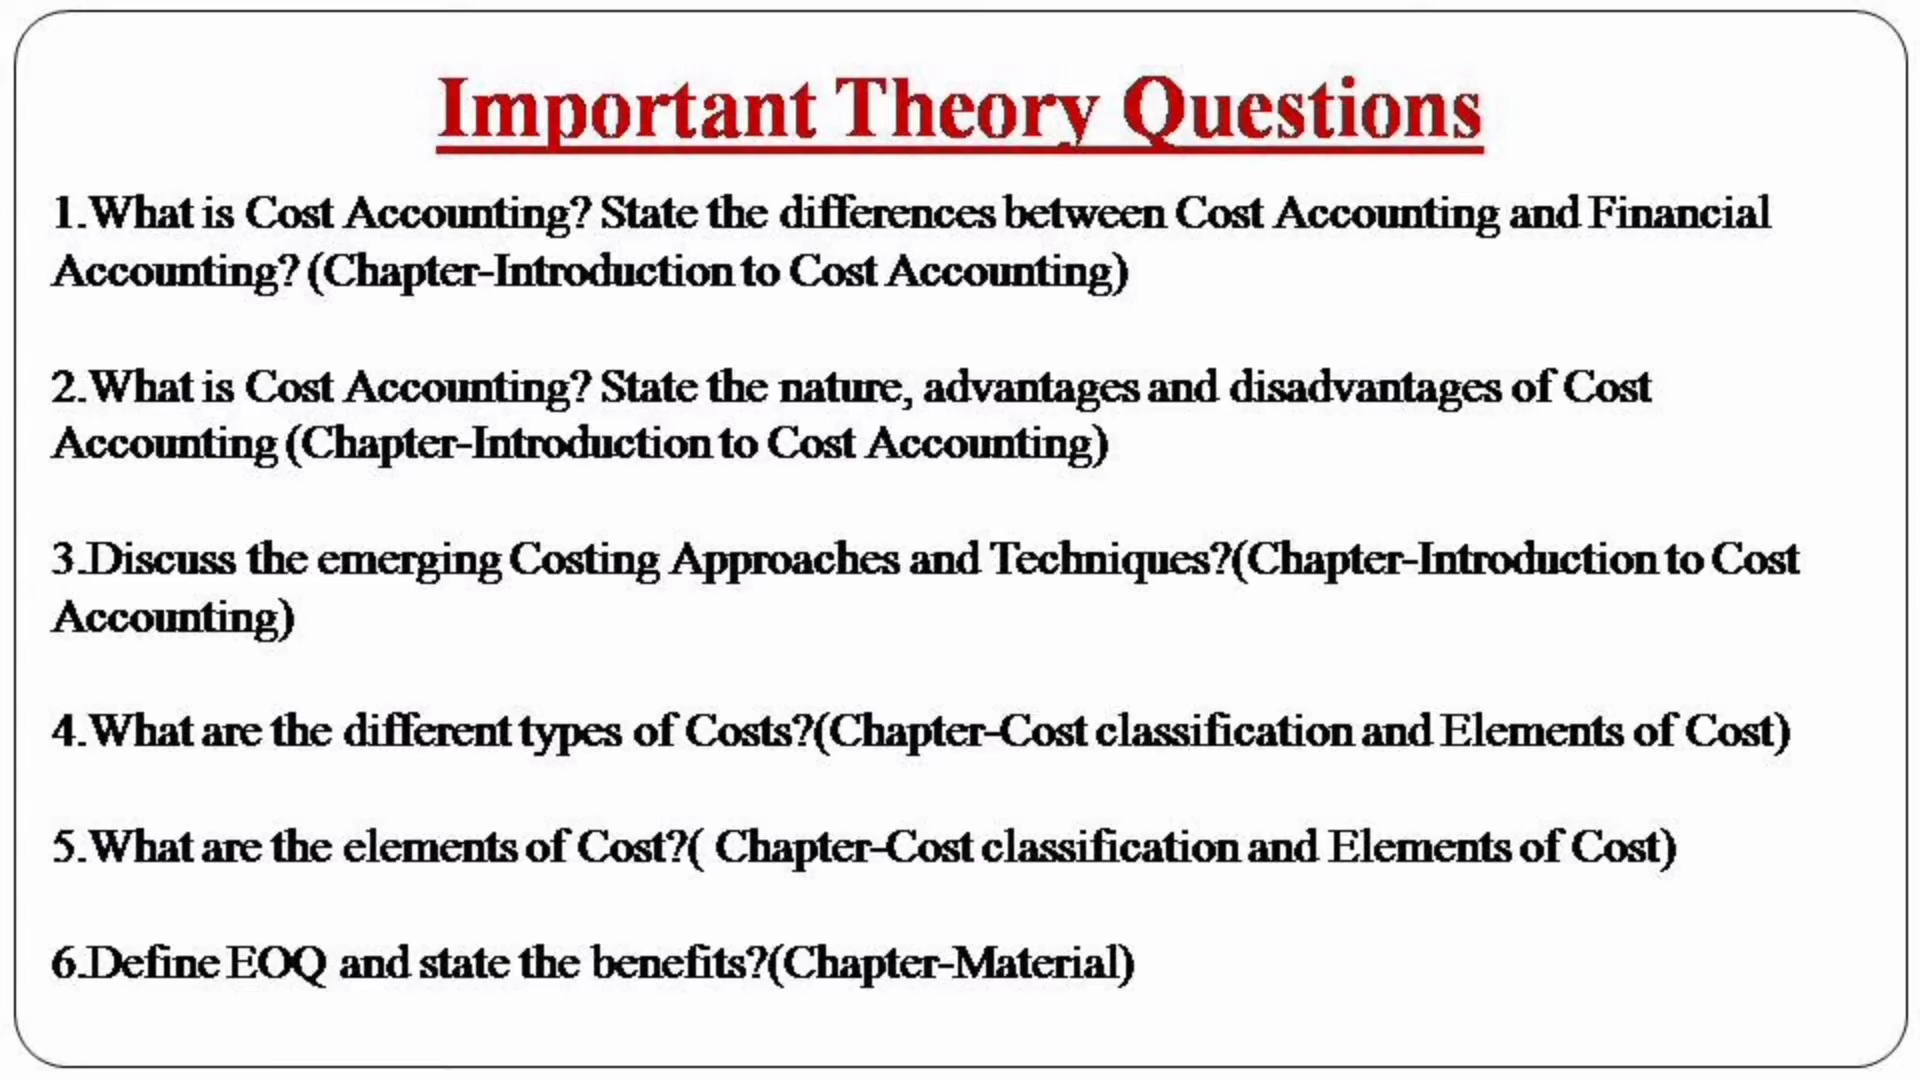 Important Theory Questions
1.What is Cost Accounting? State the differences between Cost Accounting and Financial
Accounting? (Chapter-Introduction to Cost Accounting)
2.What is Cost Accounting? State the nature, advantages and disadvantages of Cost
Accounting (Chapter-Introduction to Cost Accounting)
3.Discuss the emerging Costing Approaches and Techniques?(Chapter-Introduction to Cost
Accounting)
4.What are the different types of Costs?(Chapter-Cost classification and Elements of Cost)
5.What are the elements of Cost?( Chapter-Cost classification and Elements of Cost)
6.Define EOQ and state the benefits?(Chapter-Material)